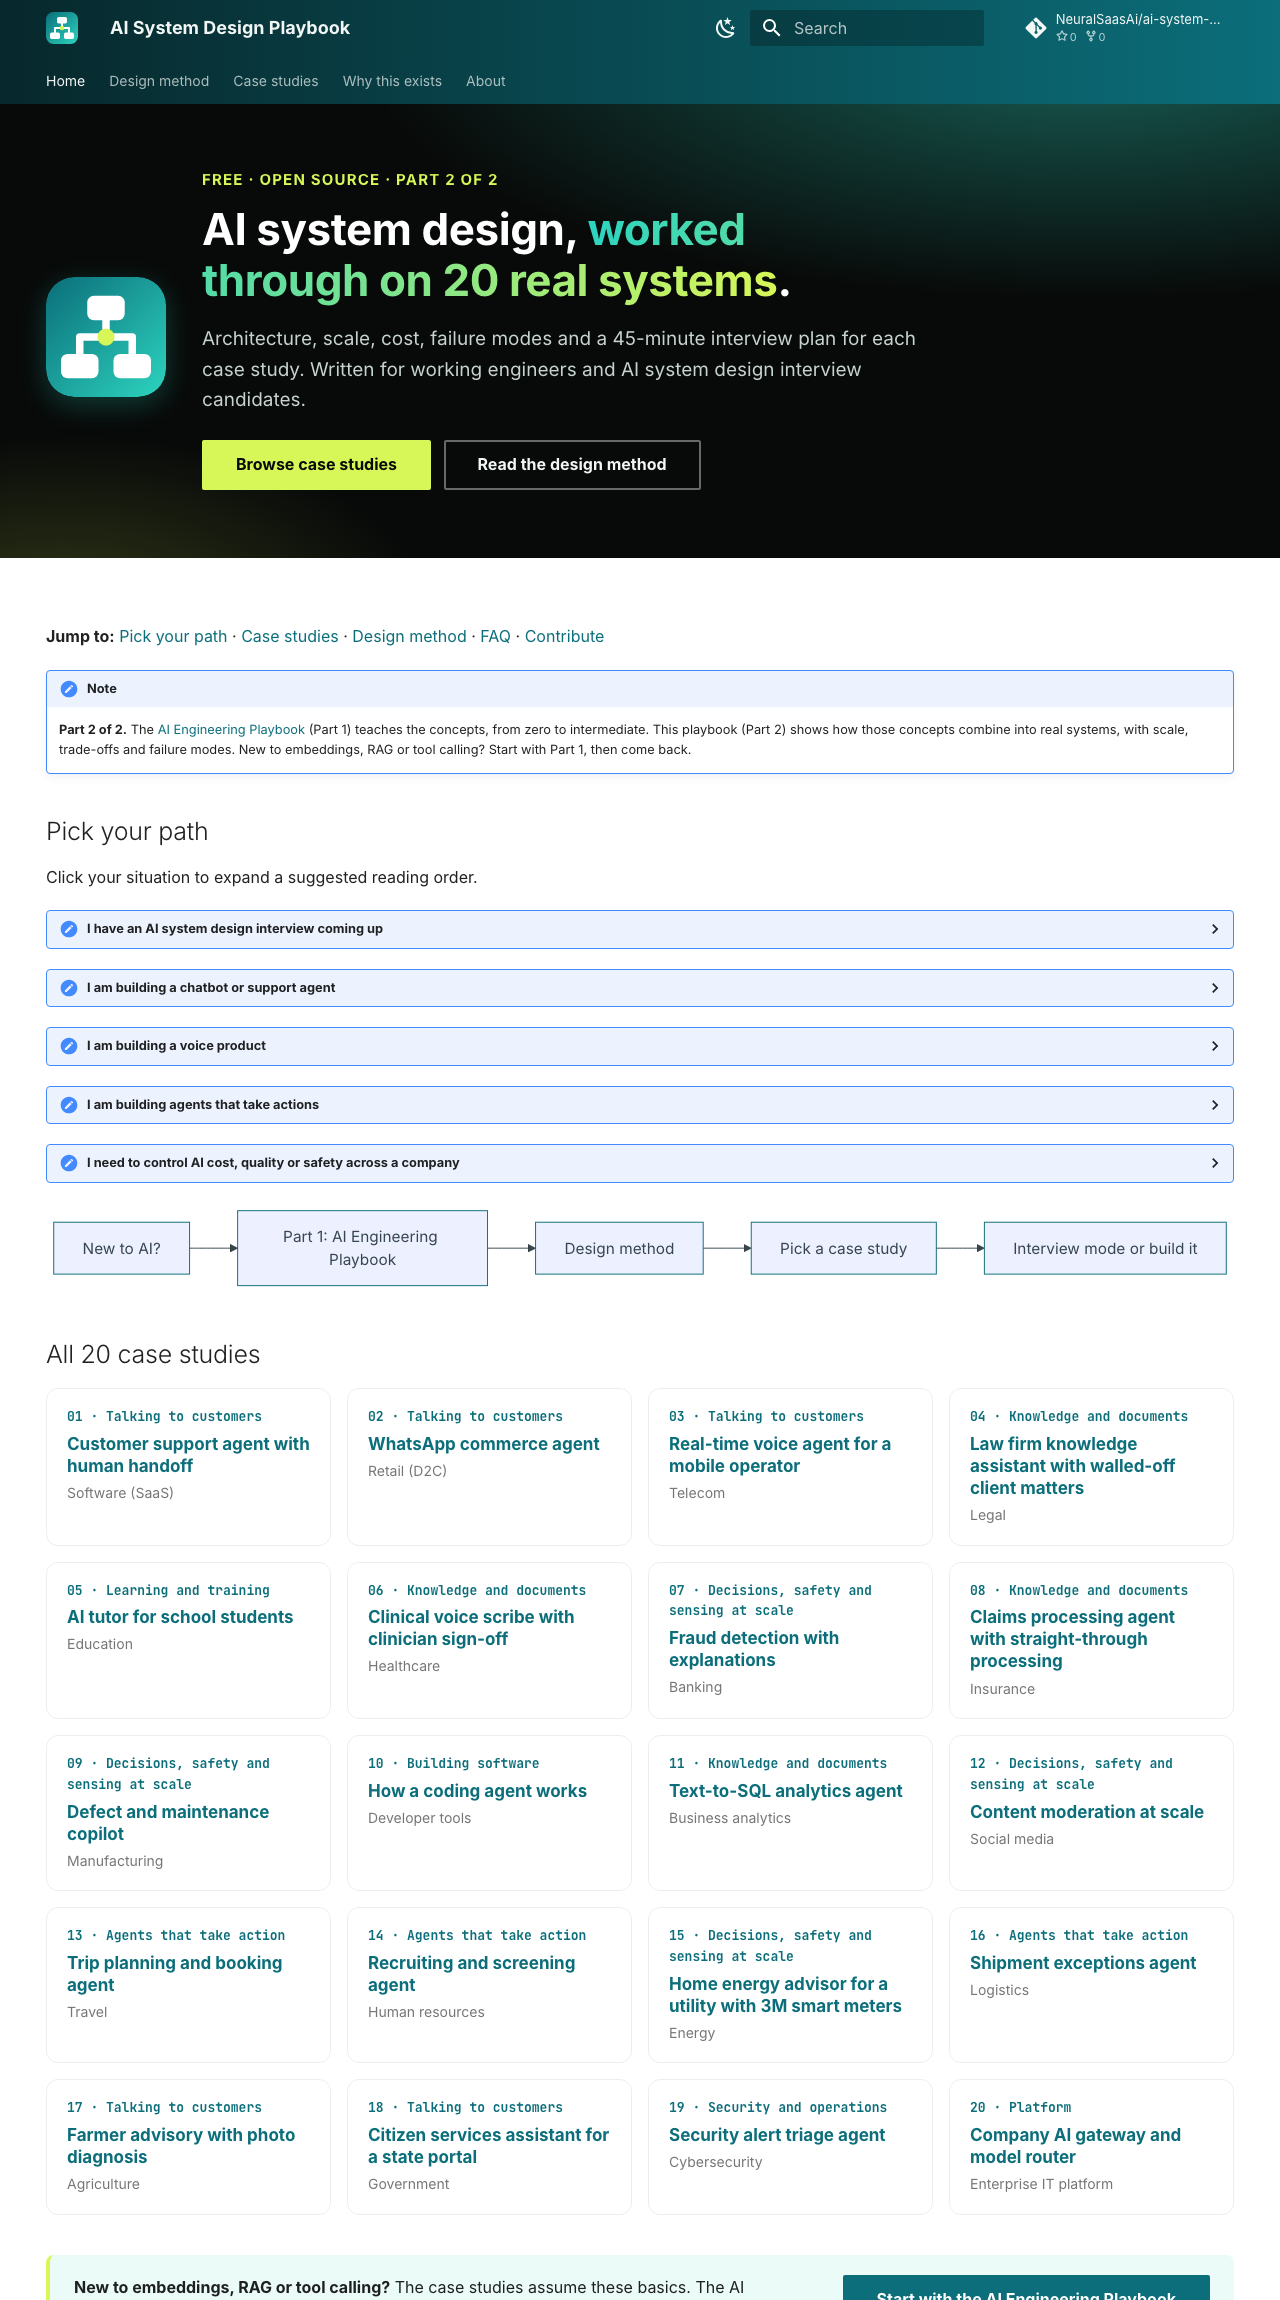 AI System Design Playbook
Search
NeuralSaasAi/ai-system-...
0 0
Home Design method Case studies Why this exists About
FREE · OPEN SOURCE · PART 2 OF 2
AI system design, worked
through on 20 real systems.
Architecture, scale, cost, failure modes and a 45-minute interview plan for each
case study. Written for working engineers and AI system design interview
candidates.
Browse case studies
Read the design method
Jump to: Pick your path · Case studies · Design method · FAQ · Contribute
Note
Part 2 of 2. The AI Engineering Playbook (Part 1) teaches the concepts, from zero to intermediate. This playbook (Part 2) shows how those concepts combine into real systems, with scale,
trade-offs and failure modes. New to embeddings, RAG or tool calling? Start with Part 1, then come back.
Pick your path
Click your situation to expand a suggested reading order.
I have an AI system design interview coming up
I am building a chatbot or support agent
I am building a voice product
I am building agents that take actions
I need to control AI cost, quality or safety across a company
New to AI?
Part 1: AI Engineering
Playbook
Design method
Pick a case study
Interview mode or build it
All 20 case studies
01 · Talking to customers
Customer support agent with
human handoff
Software (SaaS)
02 · Talking to customers
WhatsApp commerce agent
Retail (D2C)
03 · Talking to customers
Real-time voice agent for a
mobile operator
Telecom
04 · Knowledge and documents
Law firm knowledge
assistant with walled-off
client matters
Legal
05 · Learning and training
AI tutor for school students
Education
06 · Knowledge and documents
Clinical voice scribe with
clinician sign-off
Healthcare
07 · Decisions, safety and
sensing at scale
Fraud detection with
explanations
Banking
08 · Knowledge and documents
Claims processing agent
with straight-through
processing
Insurance
09 · Decisions, safety and
sensing at scale
Defect and maintenance
copilot
Manufacturing
10 · Building software
How a coding agent works
Developer tools
11 · Knowledge and documents
Text-to-SQL analytics agent
Business analytics
12 · Decisions, safety and
sensing at scale
Content moderation at scale
Social media
13 · Agents that take action
Trip planning and booking
agent
Travel
14 · Agents that take action
Recruiting and screening
agent
Human resources
15 · Decisions, safety and
sensing at scale
Home energy advisor for a
utility with 3M smart meters
Energy
16 · Agents that take action
Shipment exceptions agent
Logistics
17 · Talking to customers
Farmer advisory with photo
diagnosis
Agriculture
18 · Talking to customers
Citizen services assistant for
a state portal
Government
19 · Security and operations
Security alert triage agent
Cybersecurity
20 · Platform
Company AI gateway and
model router
Enterprise IT platform
New to embeddings, RAG or tool calling? The case studies assume these basics. The AI
Start with the AI Engineering Playbook